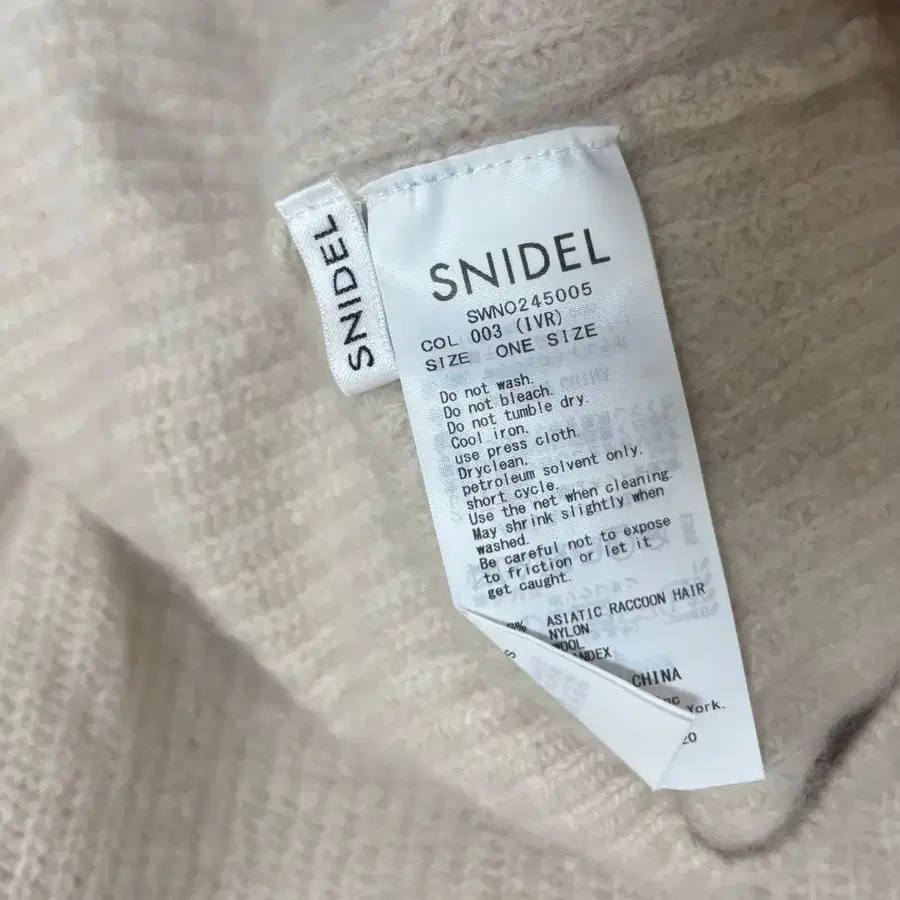 SNIDEL
SNIDEL
SWNO245005
COL 003 (IVR)
SIZE ONE SIZE
Do not wash.
Do not bleach.
Do not tumble dry.
Cool iron.
use press cloth.
Dryclean.
petroleum solvent only.
short cycle.
Use the net when cleaning.
May shrink slightly when
washed.
Be careful not to expose
to friction or let it
get caught.
% ASIATIC RACCOON HAIR
NYLON
WOOL
CHINA
York.